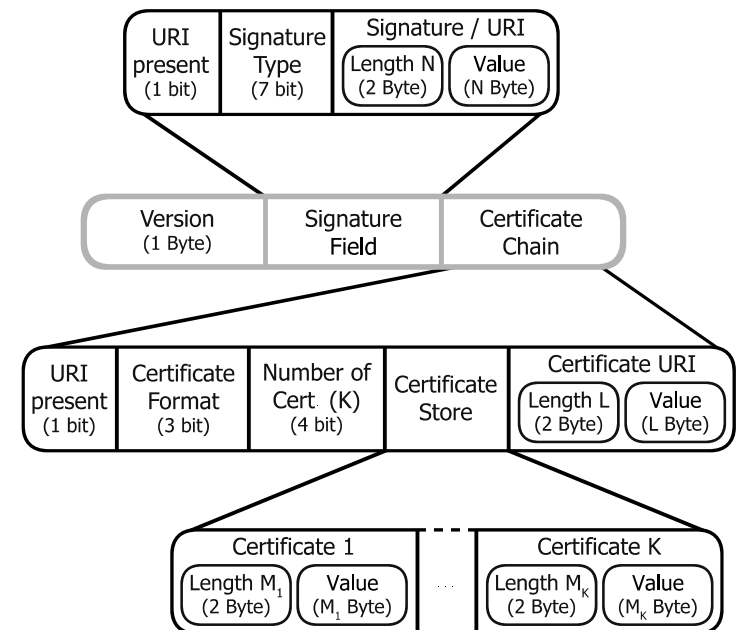 URI present (1 bit)
Signature Type (7 bit)
Signature / URI
Length N (2 Byte)
Value (N Byte)
Version (1 Byte)
Signature Field
Certificate Chain
URI present (1 bit)
Certificate Format (3 bit)
Number of Cert. (K) (4 bit)
Certificate Store
Certificate URI
Length L (2 Byte)
Value (L Byte)
Certificate 1
Length M₁ (2 Byte)
Value (M₁ Byte)
...
Certificate K
Length Mₖ (2 Byte)
Value (Mₖ Byte)